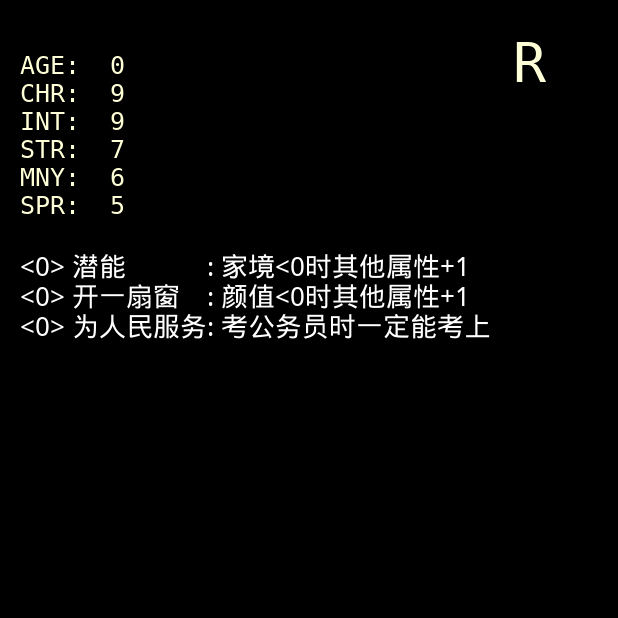 R
AGE: 0
CHR: 9
INT: 9
STR: 7
MNY: 6
SPR: 5
<0> 潜能 : 家境<0时其他属性+1
<0> 开一扇窗 : 颜值<0时其他属性+1
<0> 为人民服务: 考公务员时一定能考上